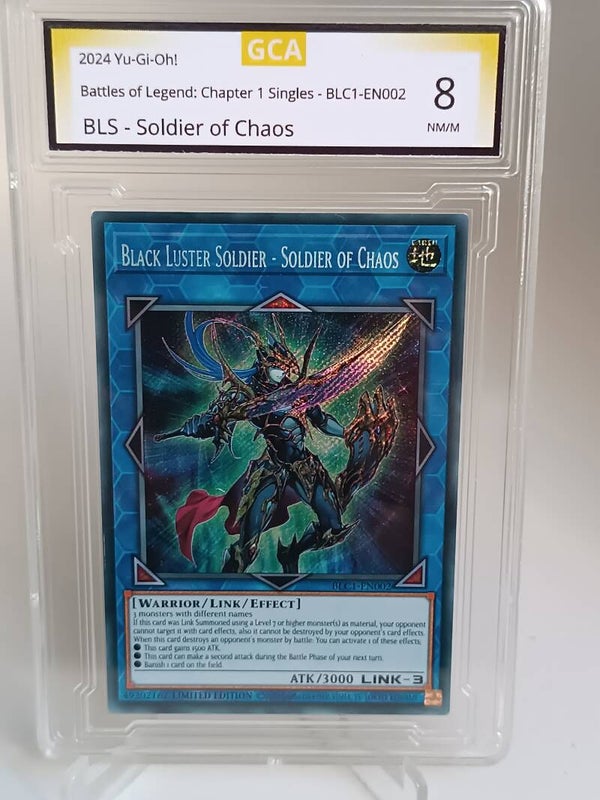 GCA
2024 Yu-Gi-Oh!
Battles of Legend: Chapter 1 Singles - BLC1-EN002
8
BLS - Soldier of Chaos
NM/M
BLACK LUSTER SOLDIER - SOLDIER OF CHAOS
EARTH
地
BLC1-EN002
[WARRIOR/LINK/EFFECT]
3 monsters with different names
If this card was Link Summoned using a Level 7 or higher monster(s) as material, your opponent
cannot target it with card effects, also it cannot be destroyed by your opponent's card effects.
When this card destroys an opponent's monster by battle: You can activate 1 of these effects;
● This card gains 1500 ATK.
● This card can make a second attack during the Battle Phase of your next turn.
● Banish 1 card on the field.
ATK/3000 LINK-3
49202162 LIMITED EDITION